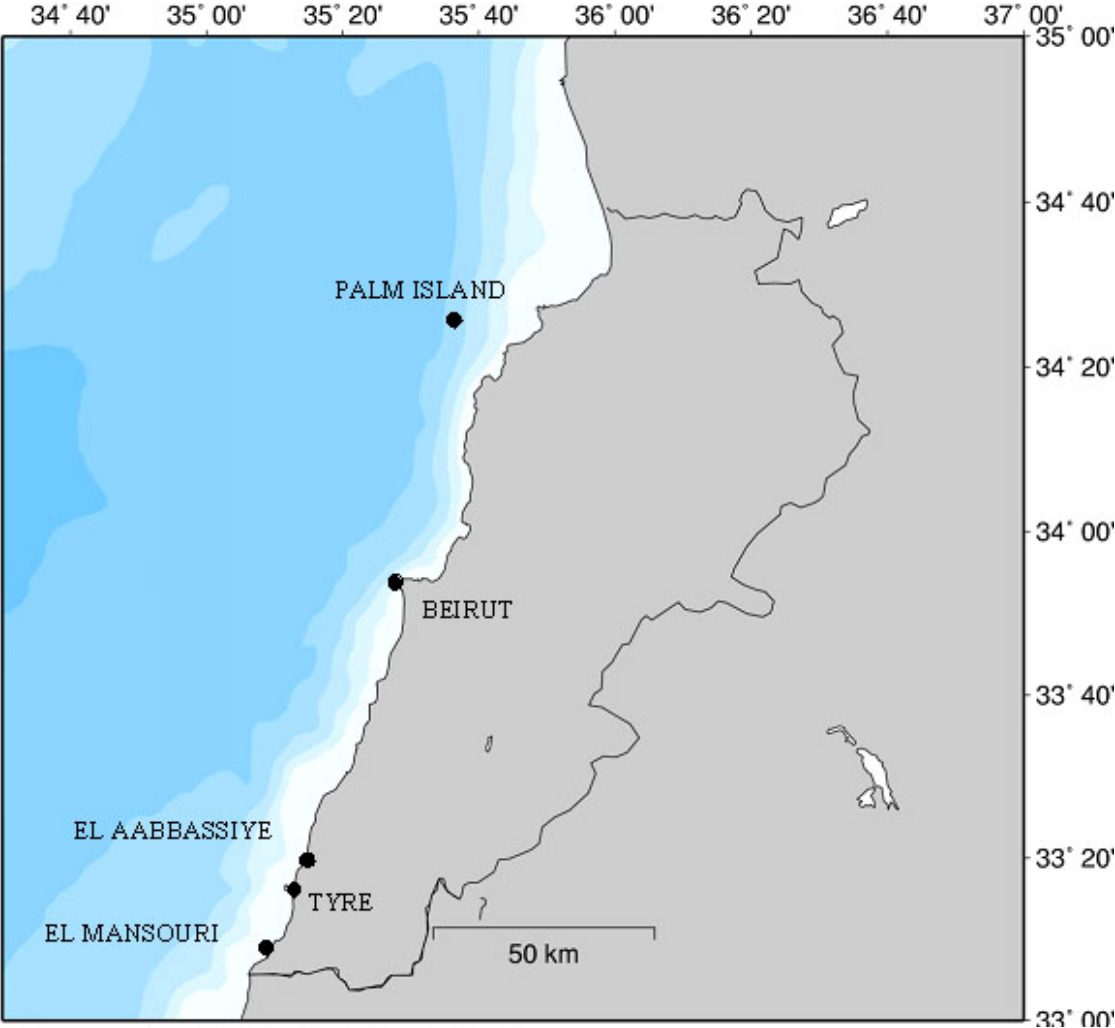 34° 40' 35° 00' 35° 20' 35° 40' 36° 00' 36° 20' 36° 40' 37° 00'
35° 00'
34° 40'
PALM ISLAND
34° 20'
34° 00'
BEIRUT
33° 40'
EL AABBASSIYE
33° 20'
TYRE
EL MANSOURI
50 km
33° 00'